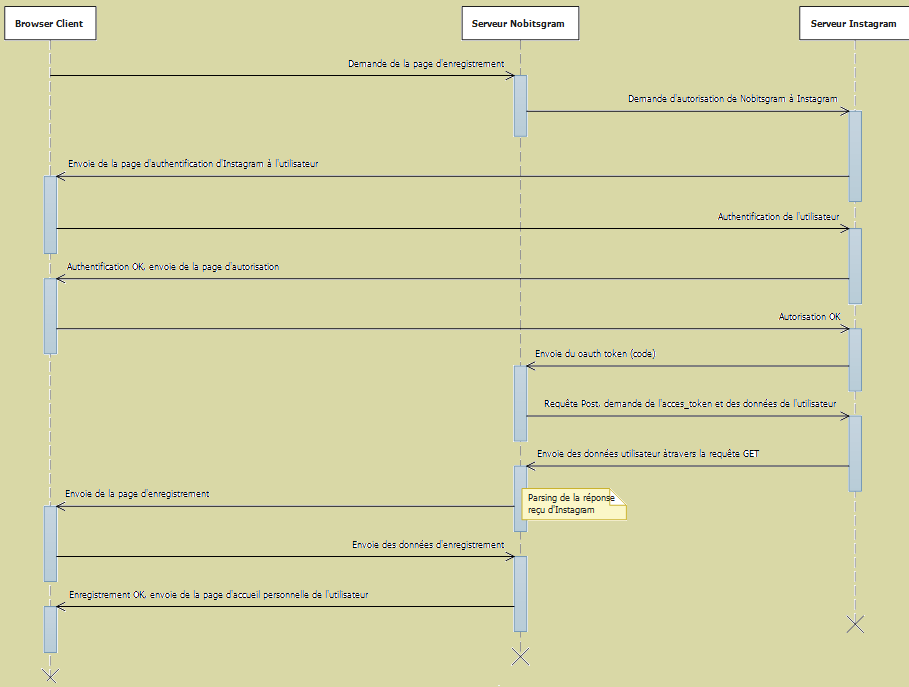 Browser Client
Serveur Nobitsgram
Serveur Instagram
Demande de la page d'enregistrement
Demande d'autorisation de Nobitsgram à Instagram
Envoie de la page d'authentification d'Instagram à l'utilisateur
Authentification de l'utilisateur
Authentification OK, envoie de la page d'autorisation
Autorisation OK
Envoie du oauth token (code)
Requête Post, demande de l'acces_token et des données de l'utilisateur
Envoie des données utilisateur àtravers la requête GET
Envoie de la page d'enregistrement
Parsing de la réponse
reçu d'Instagram
Envoie des données d'enregistrement
Enregistrement OK, envoie de la page d'accueil personnelle de l'utilisateur